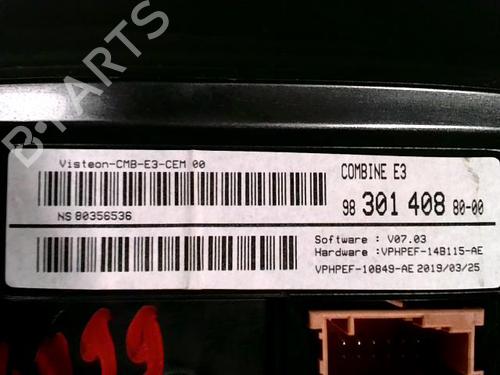 B-PARTS
Visteon-CMB-E3-CEM 00
COMBINE E3
NS 80356536
98 301 408 80-00
Software : V07.03
Hardware :VPHPEF-14B115-AE
VPHPEF-10849-AE 2019/03/25